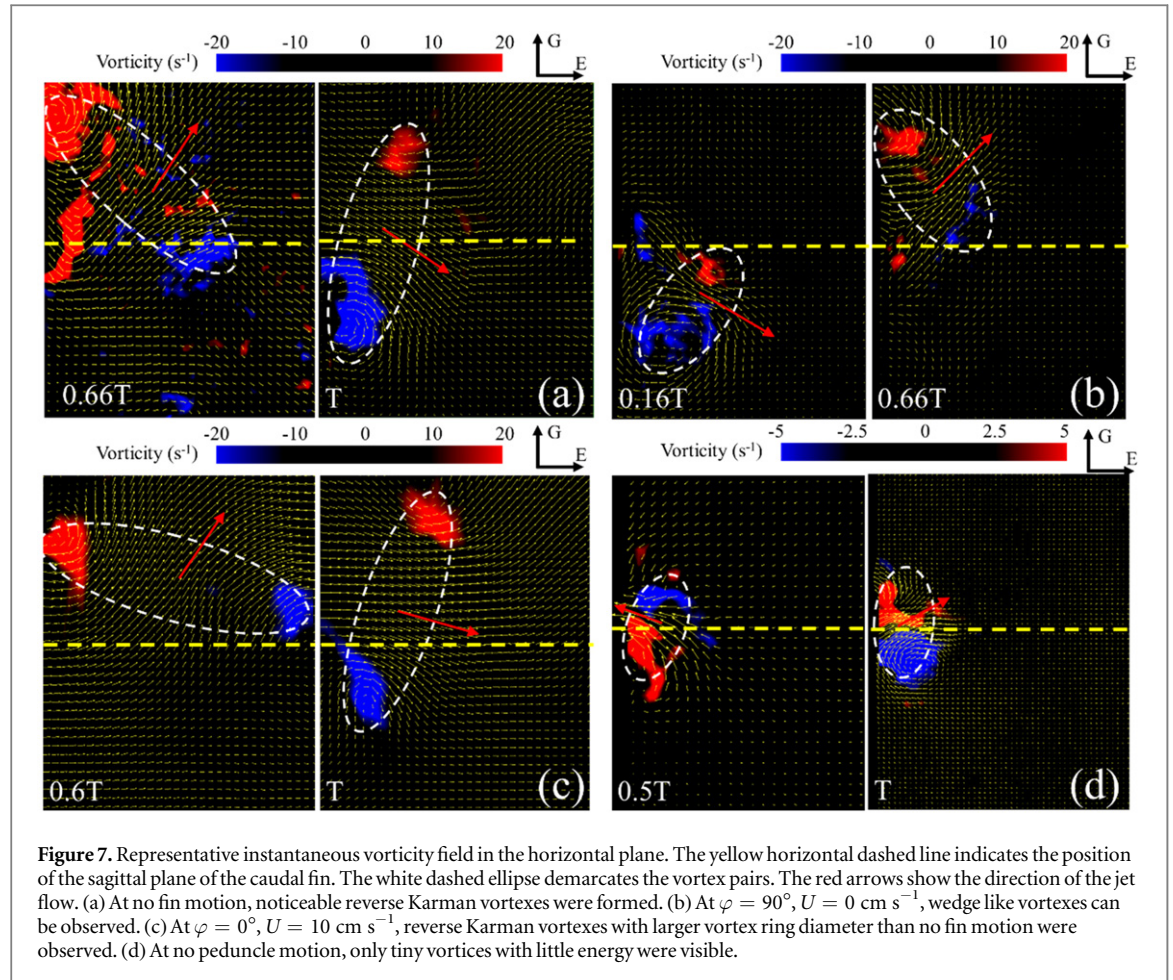 Vorticity (s⁻¹) -20 -10 0 10 20 G E
Vorticity (s⁻¹) -20 -10 0 10 20 G E
0.66T T (a)
0.16T 0.66T (b)
Vorticity (s⁻¹) -20 -10 0 10 20 G E
Vorticity (s⁻¹) -5 -2.5 0 2.5 5 G E
0.6T T (c)
0.5T T (d)
Figure 7. Representative instantaneous vorticity field in the horizontal plane. The yellow horizontal dashed line indicates the position
of the sagittal plane of the caudal fin. The white dashed ellipse demarcates the vortex pairs. The red arrows show the direction of the jet
flow. (a) At no fin motion, noticeable reverse Karman vortexes were formed. (b) At φ = 90°, U = 0 cm s⁻¹, wedge like vortexes can
be observed. (c) At φ = 0°, U = 10 cm s⁻¹, reverse Karman vortexes with larger vortex ring diameter than no fin motion were
observed. (d) At no peduncle motion, only tiny vortices with little energy were visible.